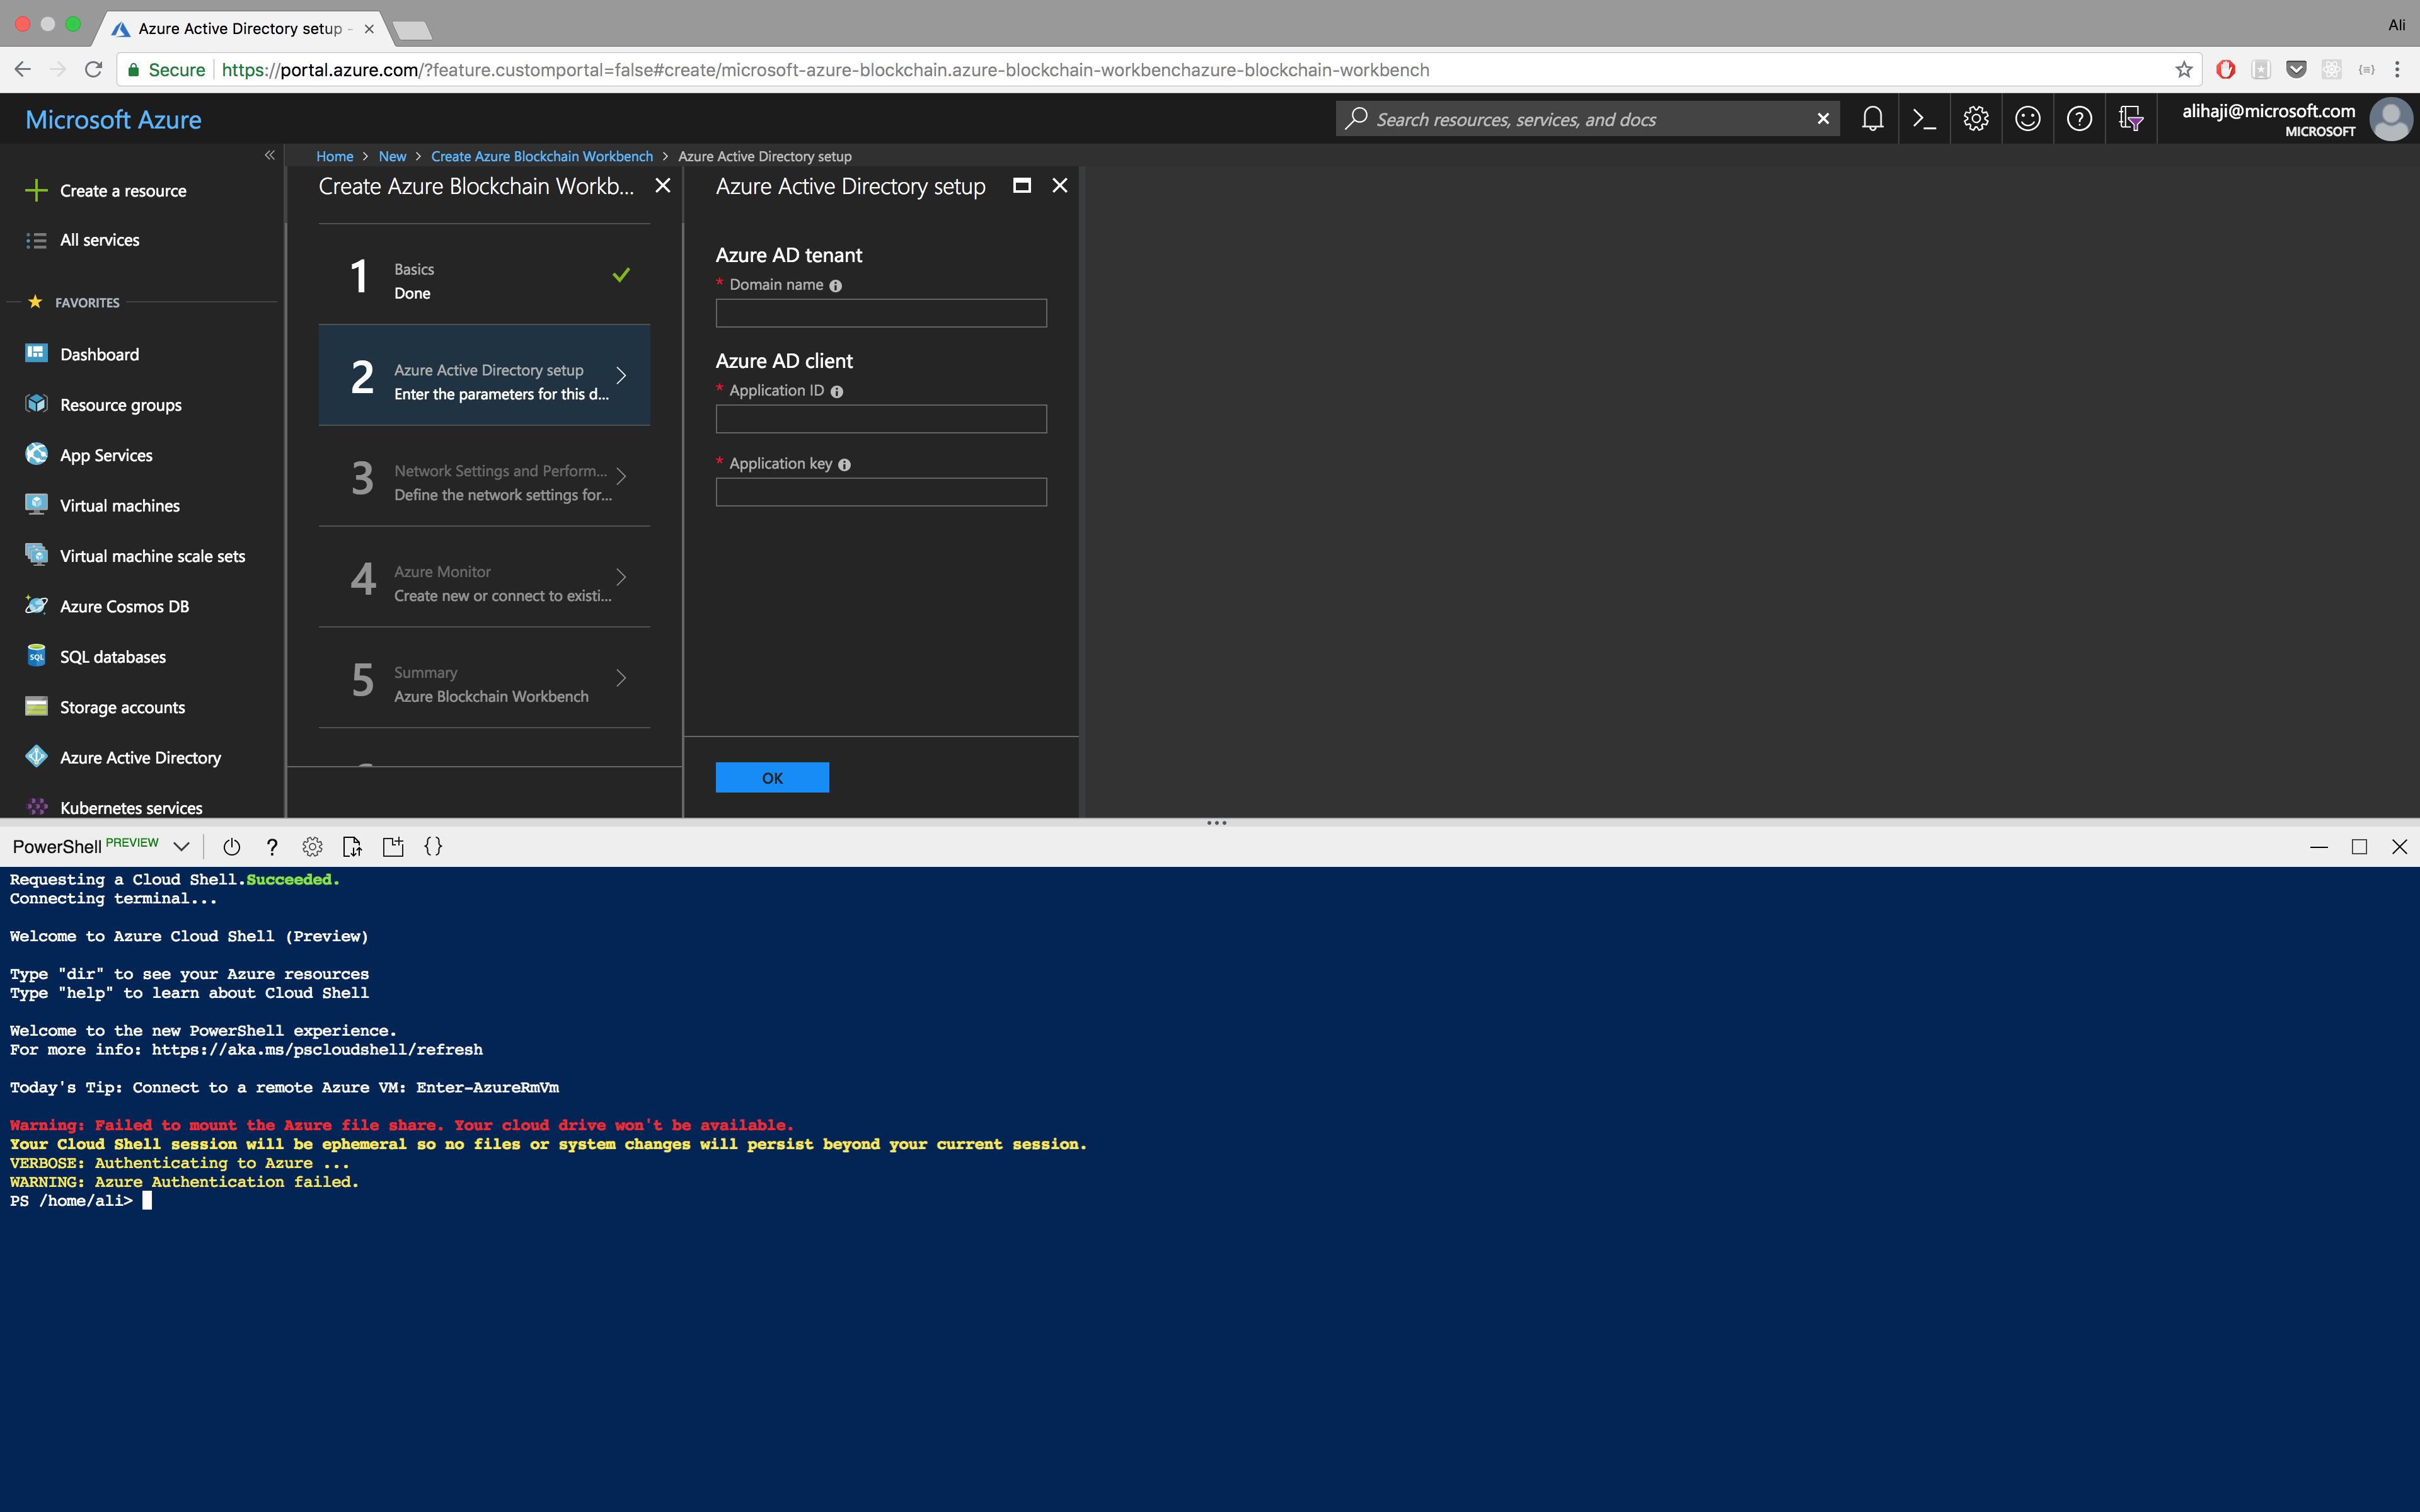 Azure Active Directory setup -
Ali
Secure
https://portal.azure.com/?feature.customportal=false#create/microsoft-azure-blockchain.azure-blockchain-workbenchazure-blockchain-workbench
Microsoft Azure
Search resources, services, and docs
alihaji@microsoft.com
MICROSOFT
Home > New > Create Azure Blockchain Workbench > Azure Active Directory setup
Create a resource
All services
FAVORITES
Dashboard
Resource groups
App Services
Virtual machines
Virtual machine scale sets
Azure Cosmos DB
SQL
SQL databases
Storage accounts
Azure Active Directory
Kubernetes services
Create Azure Blockchain Workb...
1
Basics
Done
2
Azure Active Directory setup
Enter the parameters for this d...
3
Network Settings and Perform...
Define the network settings for...
4
Azure Monitor
Create new or connect to existi...
5
Summary
Azure Blockchain Workbench
Azure Active Directory setup
Azure AD tenant
* Domain name
Azure AD client
* Application ID
* Application key
OK
PowerShell PREVIEW
Requesting a Cloud Shell.Succeeded.
Connecting terminal...
Welcome to Azure Cloud Shell (Preview)
Type "dir" to see your Azure resources
Type "help" to learn about Cloud Shell
Welcome to the new PowerShell experience.
For more info: https://aka.ms/pscloudshell/refresh
Today's Tip: Connect to a remote Azure VM: Enter-AzureRmVm
Warning: Failed to mount the Azure file share. Your cloud drive won't be available.
Your Cloud Shell session will be ephemeral so no files or system changes will persist beyond your current session.
VERBOSE: Authenticating to Azure ...
WARNING: Azure Authentication failed.
PS /home/ali>